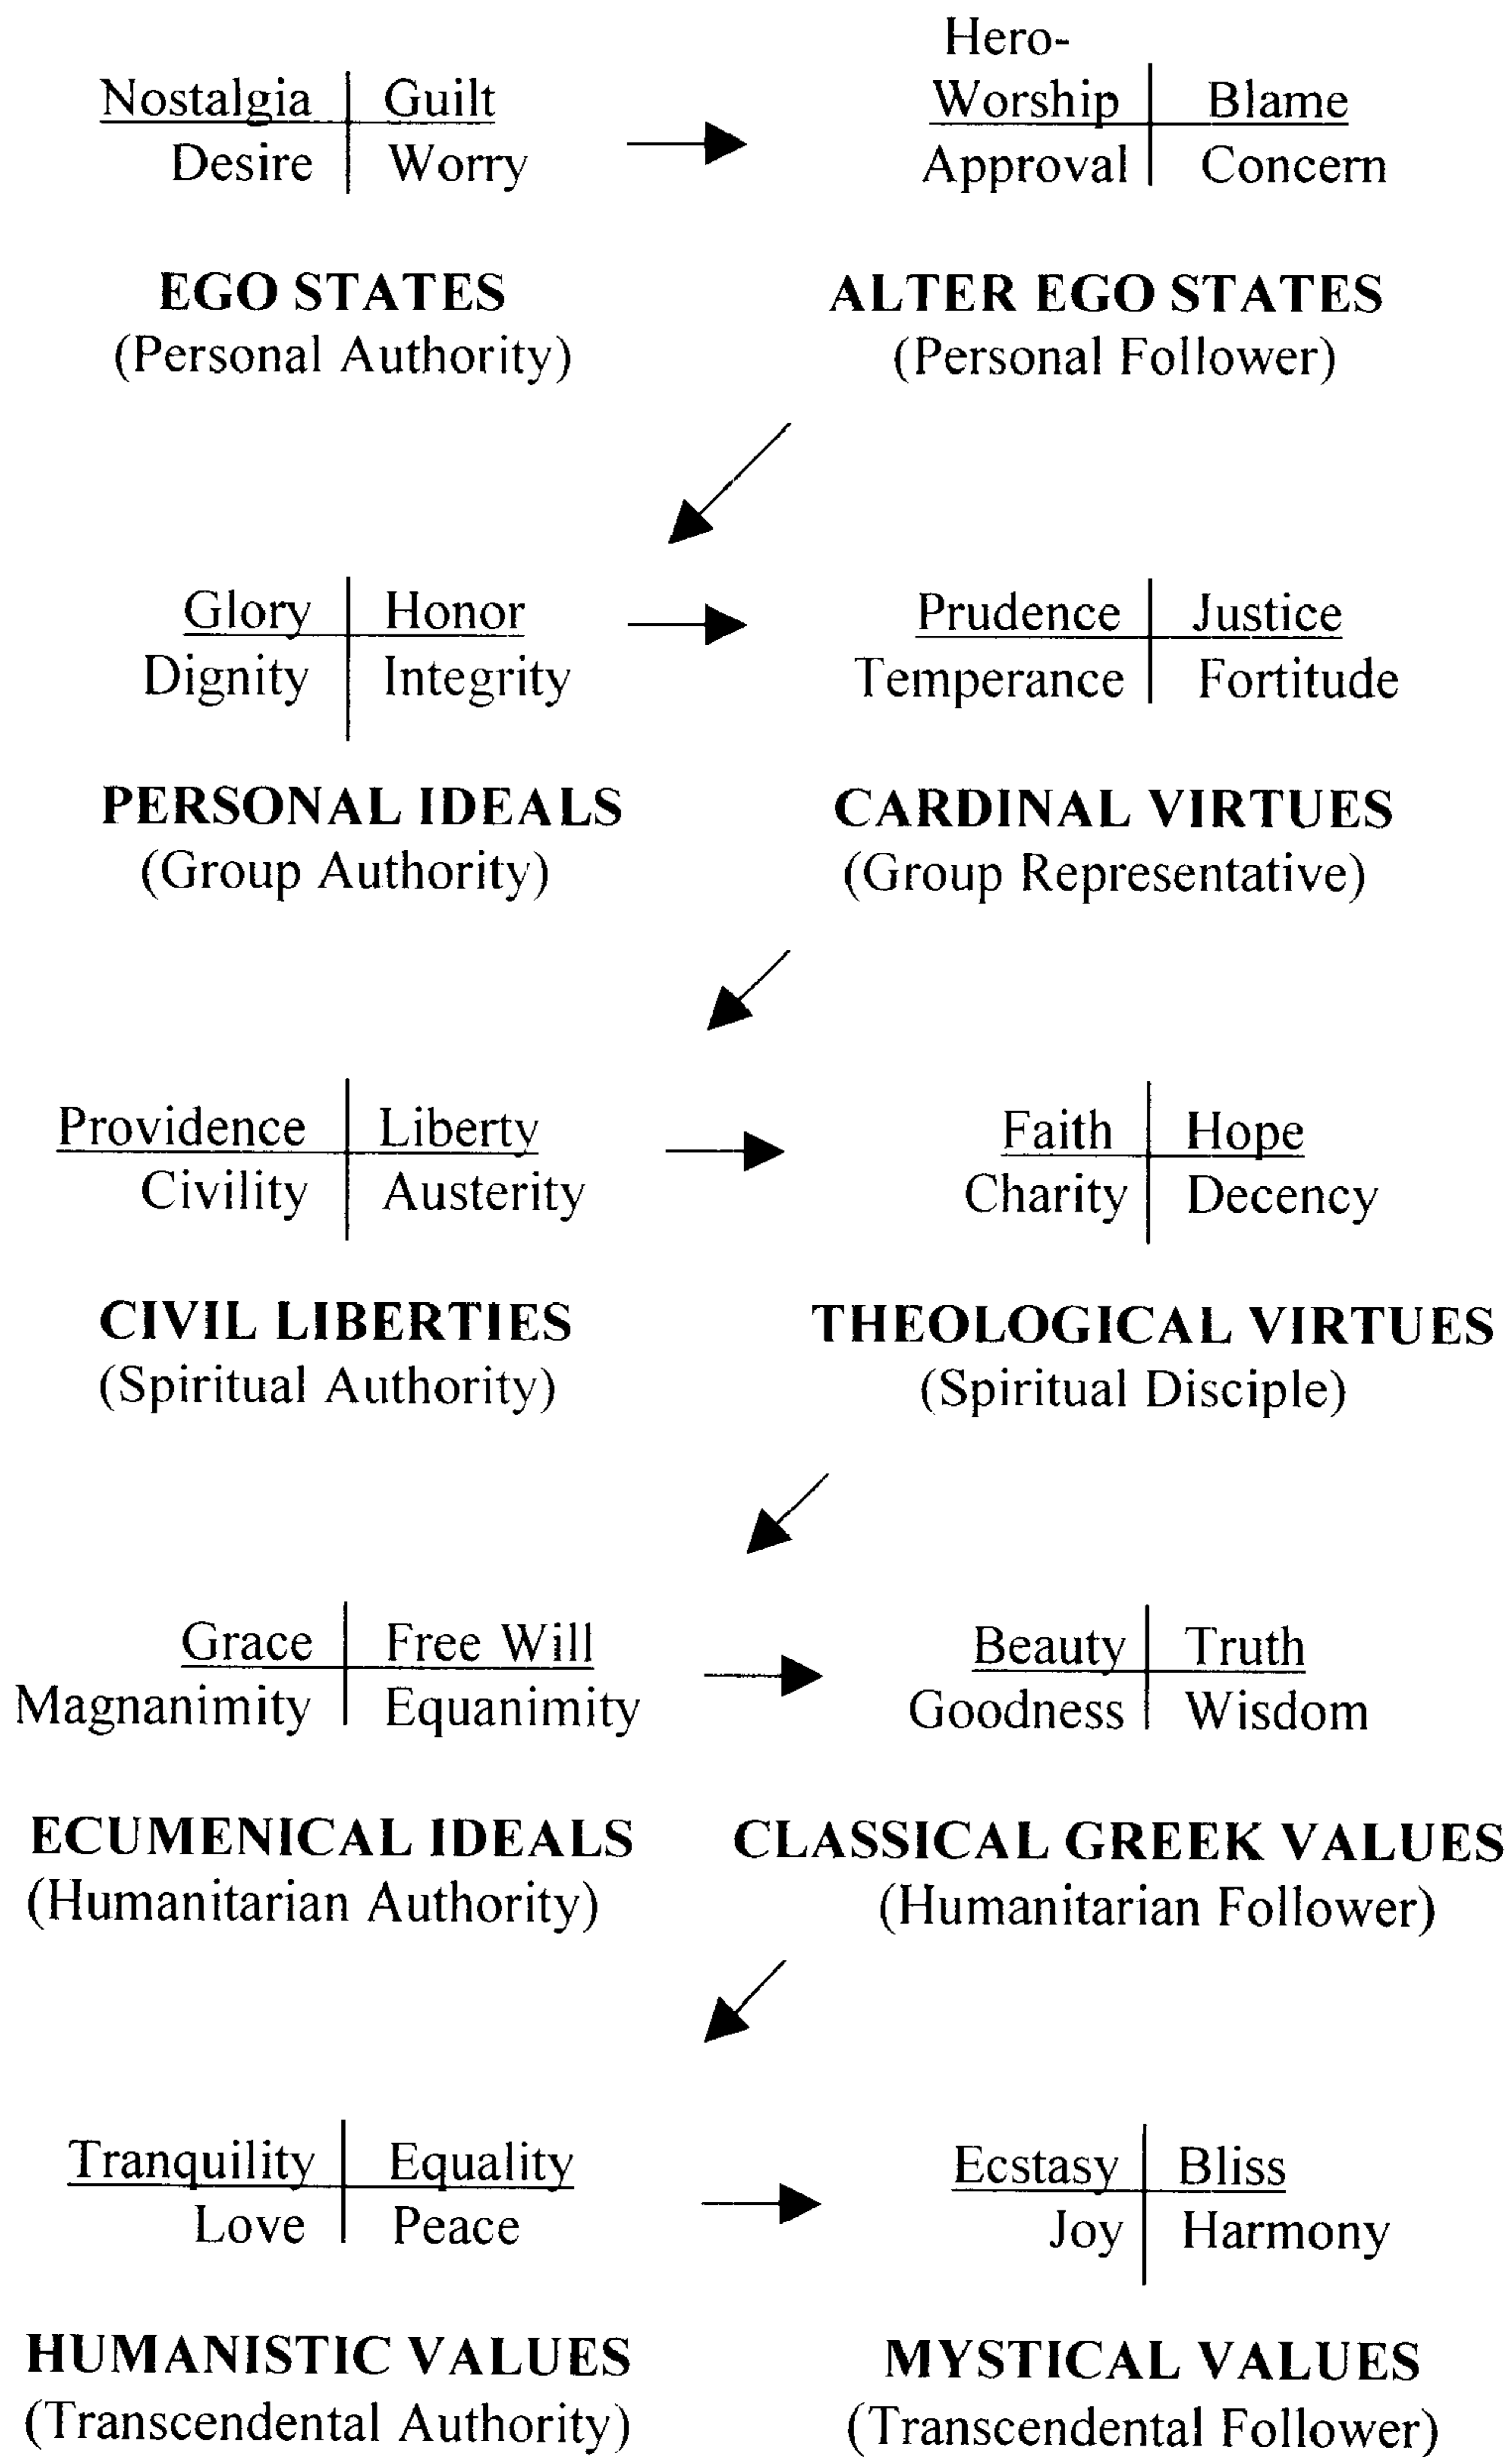 Hero-
Nostalgia Guilt Worship Blame
Desire Worry Approval Concern
EGO STATES ALTER EGO STATES
(Personal Authority) (Personal Follower)
Glory Honor Prudence Justice
Dignity Integrity Temperance Fortitude
PERSONAL IDEALS CARDINAL VIRTUES
(Group Authority) (Group Representative)
Providence Liberty Faith Hope
Civility Austerity Charity Decency
CIVIL LIBERTIES THEOLOGICAL VIRTUES
(Spiritual Authority) (Spiritual Disciple)
Grace Free Will Beauty Truth
Magnanimity Equanimity Goodness Wisdom
ECUMENICAL IDEALS CLASSICAL GREEK VALUES
(Humanitarian Authority) (Humanitarian Follower)
Tranquility Equality Ecstasy Bliss
Love Peace Joy Harmony
HUMANISTIC VALUES MYSTICAL VALUES
(Transcendental Authority) (Transcendental Follower)